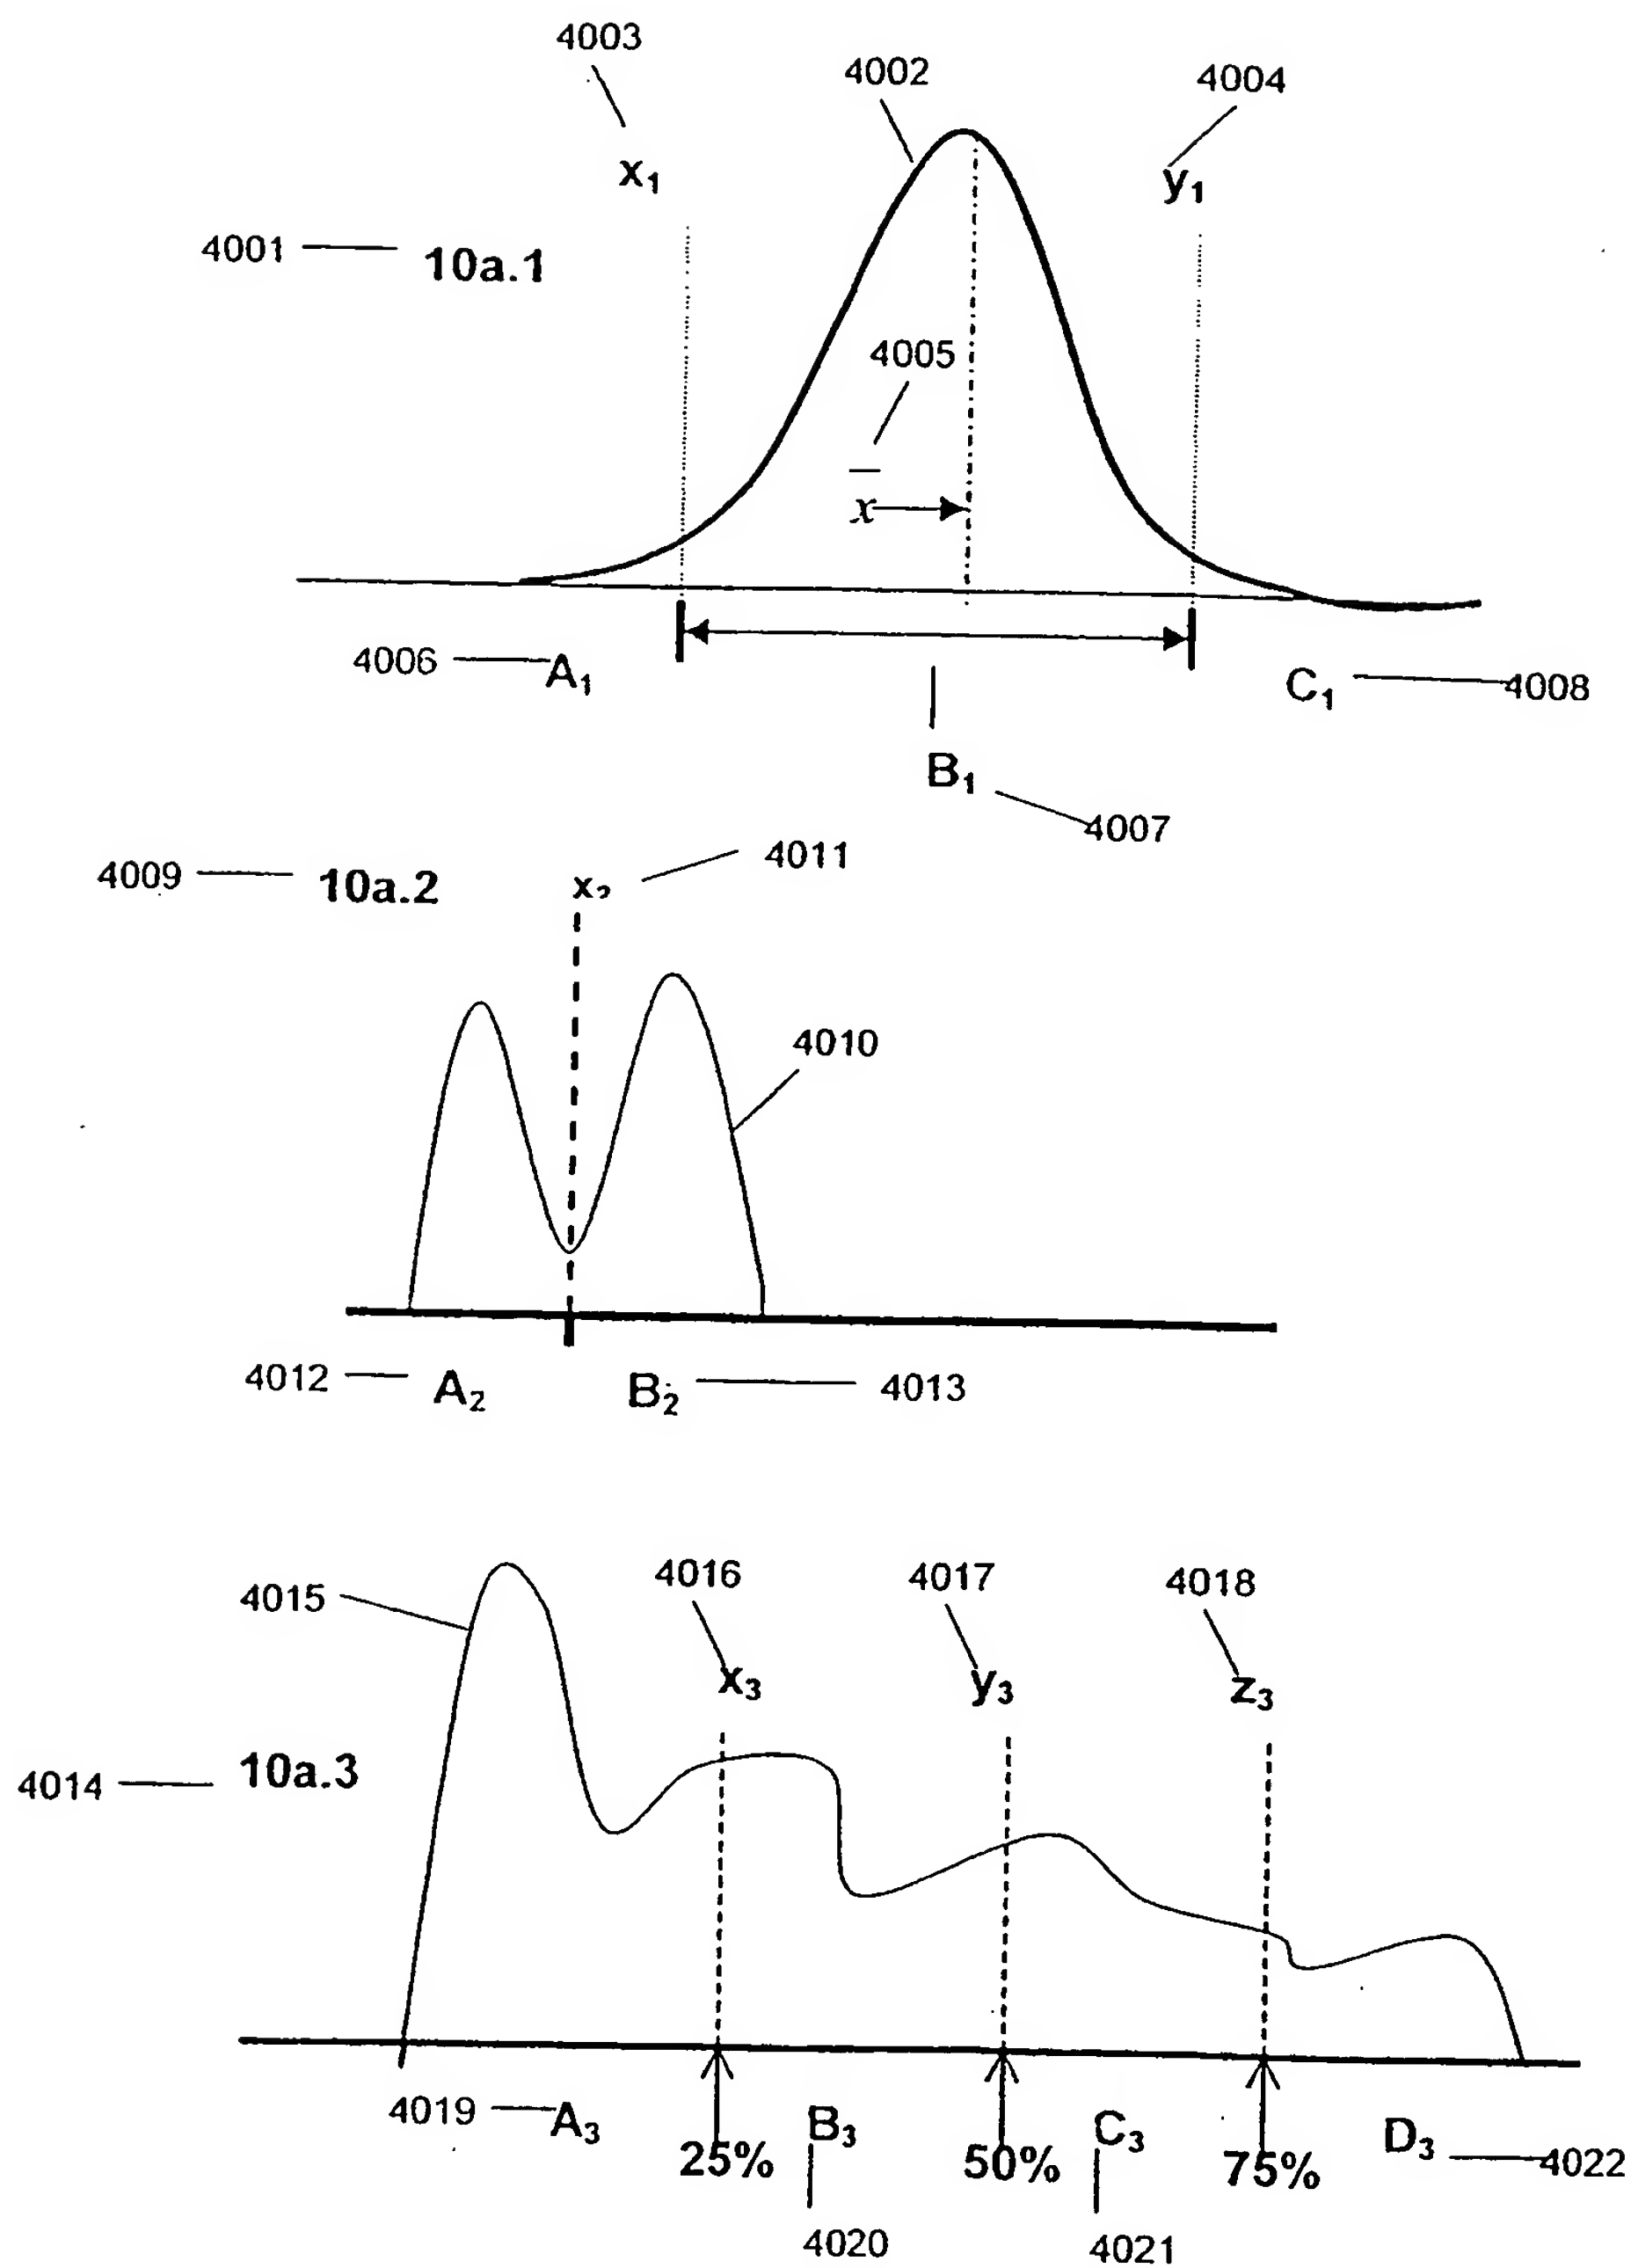 4003
4002
4004
x₁
y₁
4001
10a.1
4005
x̄
4006
A₁
C₁
4008
B₁
4007
4009
10a.2
x₂
4011
4010
4012
A₂
B₂
4013
4015
4016
4017
4018
x₃
y₃
z₃
4014
10a.3
4019
A₃
B₃
C₃
D₃
25%
50%
75%
4022
4020
4021